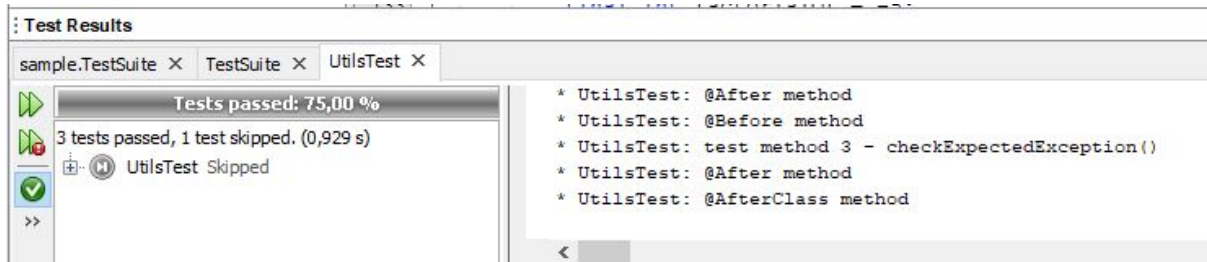 Test Results
sample.TestSuite
TestSuite
UtilsTest
Tests passed: 75,00 %
3 tests passed, 1 test skipped. (0,929 s)
UtilsTest Skipped
* UtilsTest: @After method
* UtilsTest: @Before method
* UtilsTest: test method 3 - checkExpectedException()
* UtilsTest: @After method
* UtilsTest: @AfterClass method